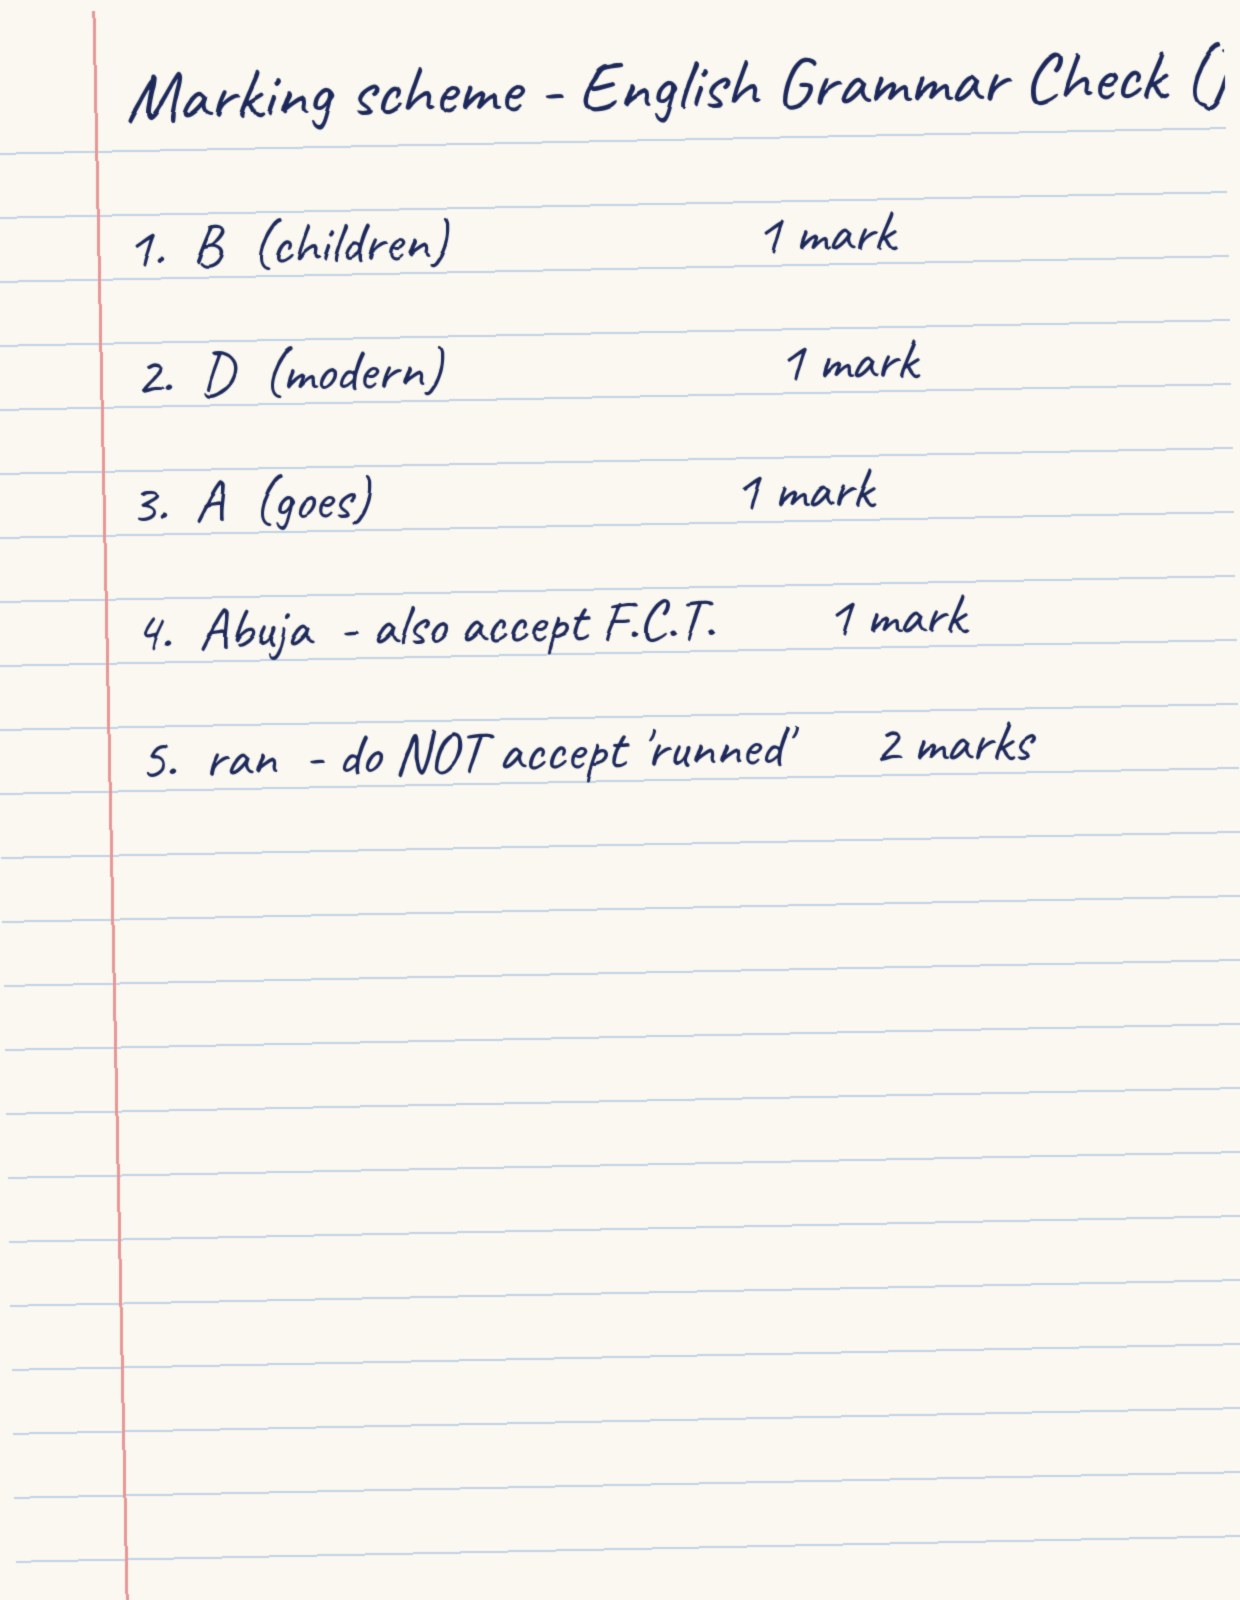 Marking scheme - English Grammar Check (J
1. B (children) 1 mark
2. D (modern) 1 mark
3. A (goes) 1 mark
4. Abuja - also accept F.C.T. 1 mark
5. ran - do NOT accept 'runned' 2 marks